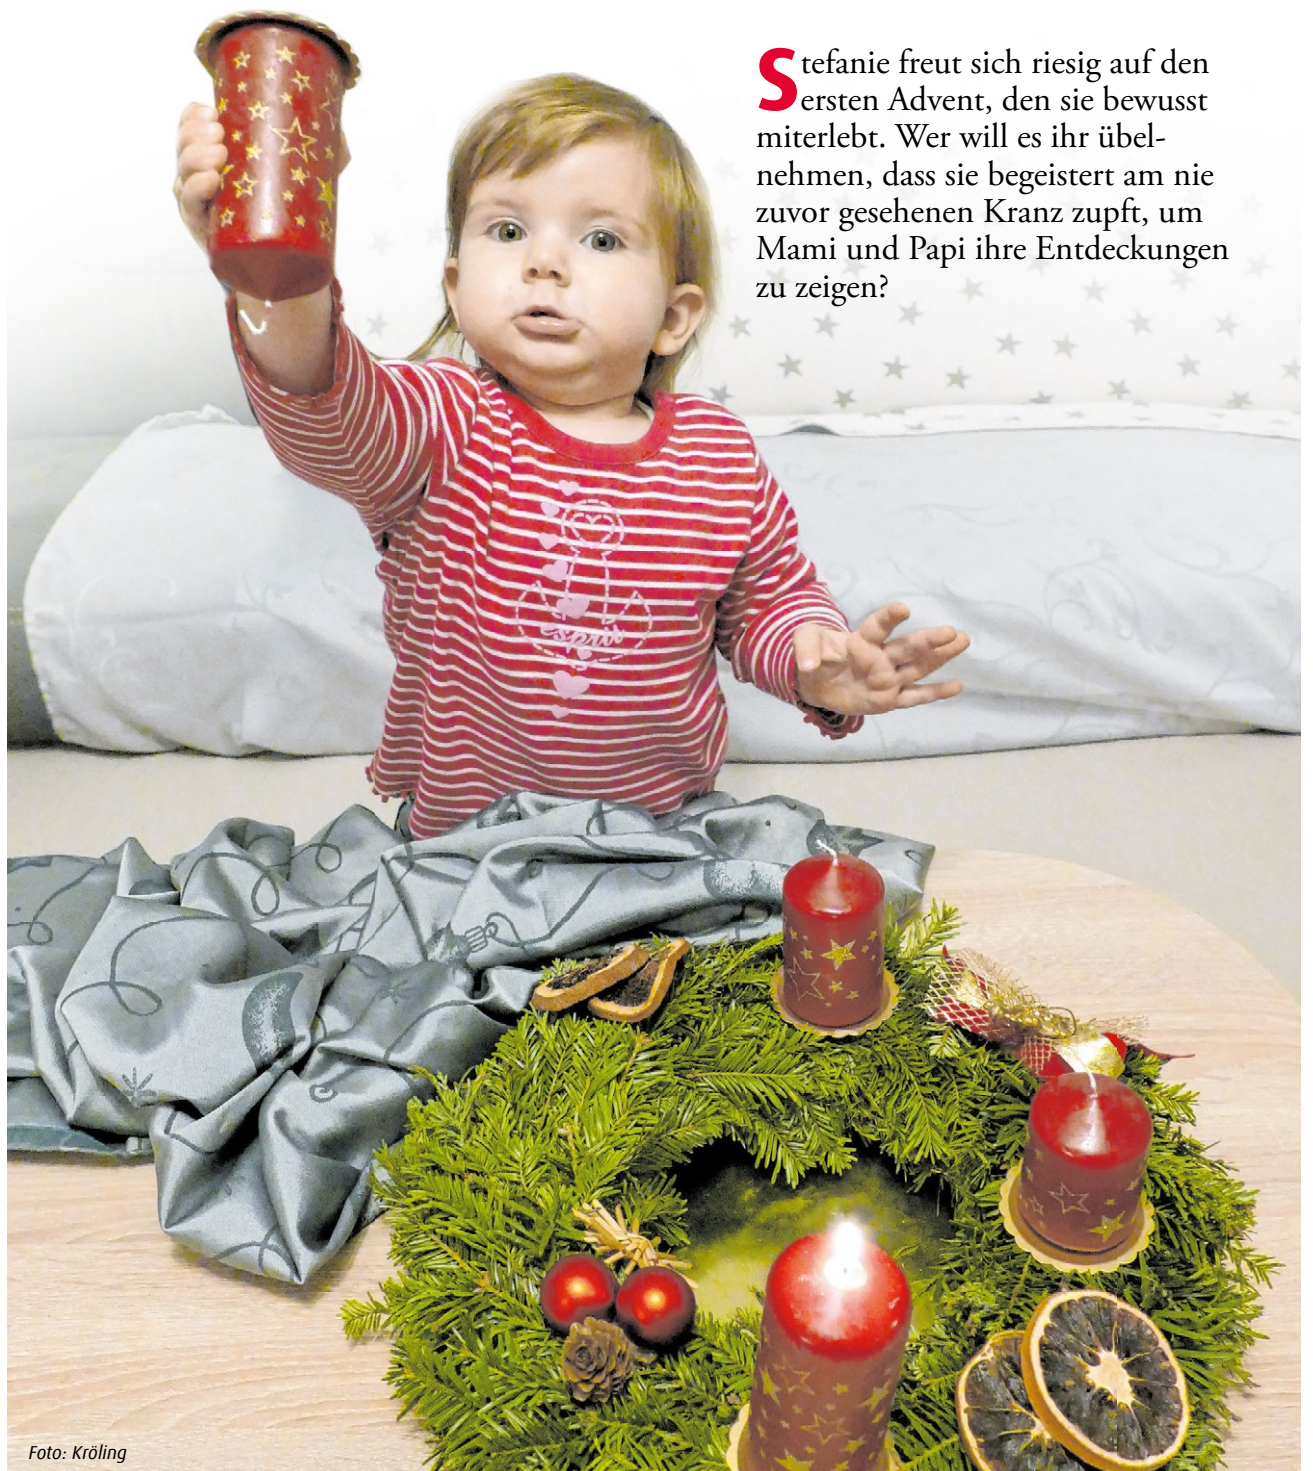 Stefanie freut sich riesig auf den
ersten Advent, den sie bewusst
miterlebt. Wer will es ihr übel-
nehmen, dass sie begeistert am nie
zuvor gesehenen Kranz zupft, um
Mami und Papi ihre Entdeckungen
zu zeigen?
esprit
Foto: Kröling